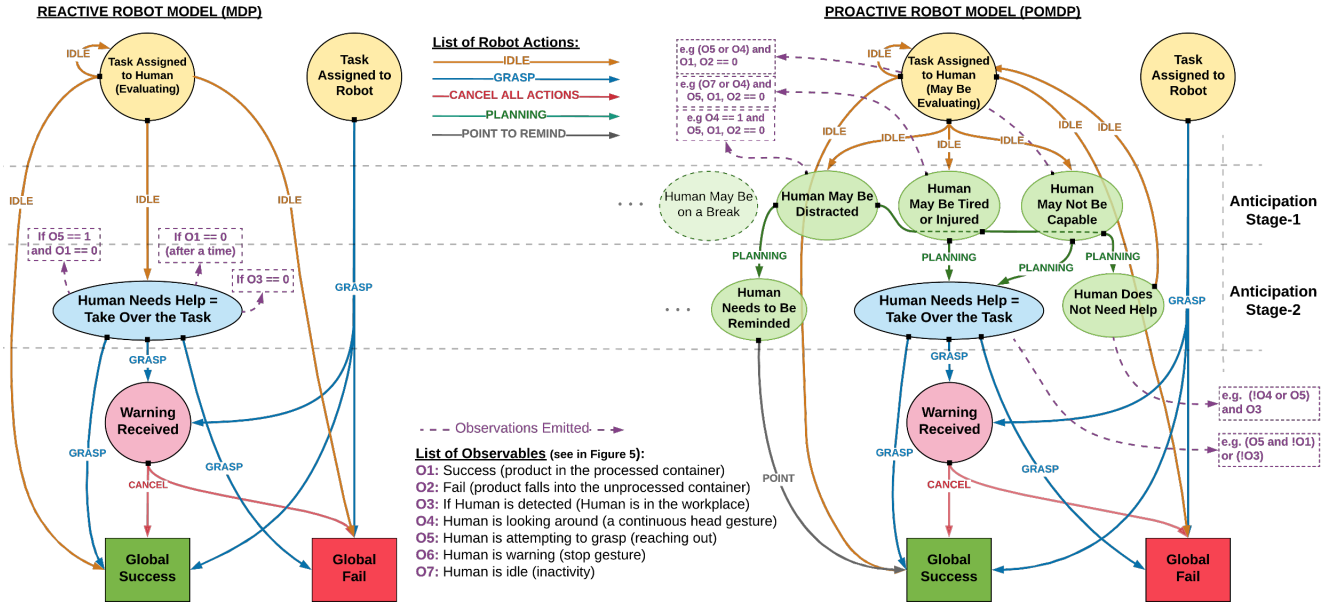 REACTIVE ROBOT MODEL (MDP)
IDLE
Task Assigned
to Human
(Evaluating)
Task
Assigned to
Robot
IDLE
IDLE
IDLE
If O5 == 1
and O1 == 0
If O1 == 0
(after a time)
If O3 == 0
GRASP
Human Needs Help =
Take Over the Task
GRASP
Warning
Received
GRASP
GRASP
CANCEL
Global
Success
Global
Fail
List of Robot Actions:
IDLE
GRASP
CANCEL ALL ACTIONS
PLANNING
POINT TO REMIND
Observations Emitted
List of Observables (see in Figure 5):
O1: Success (product in the processed container)
O2: Fail (product falls into the unprocessed container)
O3: If Human is detected (Human is in the workplace)
O4: Human is looking around (a continuous head gesture)
O5: Human is attempting to grasp (reaching out)
O6: Human is warning (stop gesture)
O7: Human is idle (inactivity)
PROACTIVE ROBOT MODEL (POMDP)
e.g (O5 or O4) and
O1, O2 == 0
e.g (O7 or O4) and
O5, O1, O2 == 0
e.g O4 == 1 and
O5, O1, O2 == 0
IDLE
Task Assigned
to Human
(May Be
Evaluating)
Task
Assigned to
Robot
IDLE
IDLE
IDLE
IDLE
IDLE
IDLE
. . .
Human May Be
on a Break
Human May Be
Distracted
Human
May Be Tired
or Injured
Human
May Not Be
Capable
Anticipation
Stage-1
PLANNING
PLANNING
PLANNING
PLANNING
. . .
Human
Needs to Be
Reminded
Human Needs Help =
Take Over the Task
Human Does
Not Need Help
GRASP
Anticipation
Stage-2
GRASP
Warning
Received
e.g. (!O4 or O5)
and O3
e.g. (O5 and !O1)
or (!O3)
GRASP
GRASP
POINT
CANCEL
Global
Success
Global
Fail